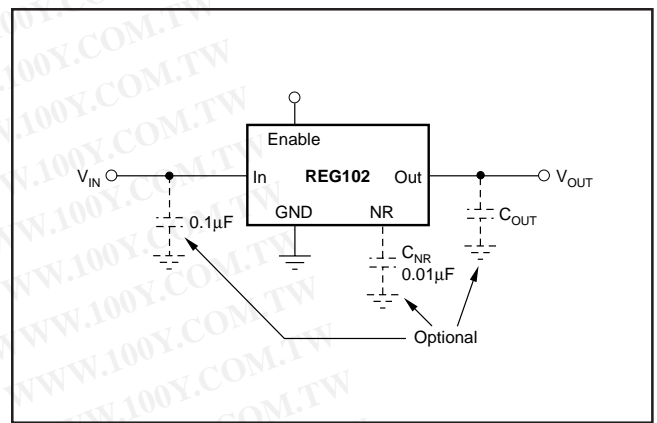 Enable
V_IN
In
REG102
Out
V_OUT
GND
NR
0.1µF
C_NR
0.01µF
C_OUT
Optional
WWW.100Y.COM.TW